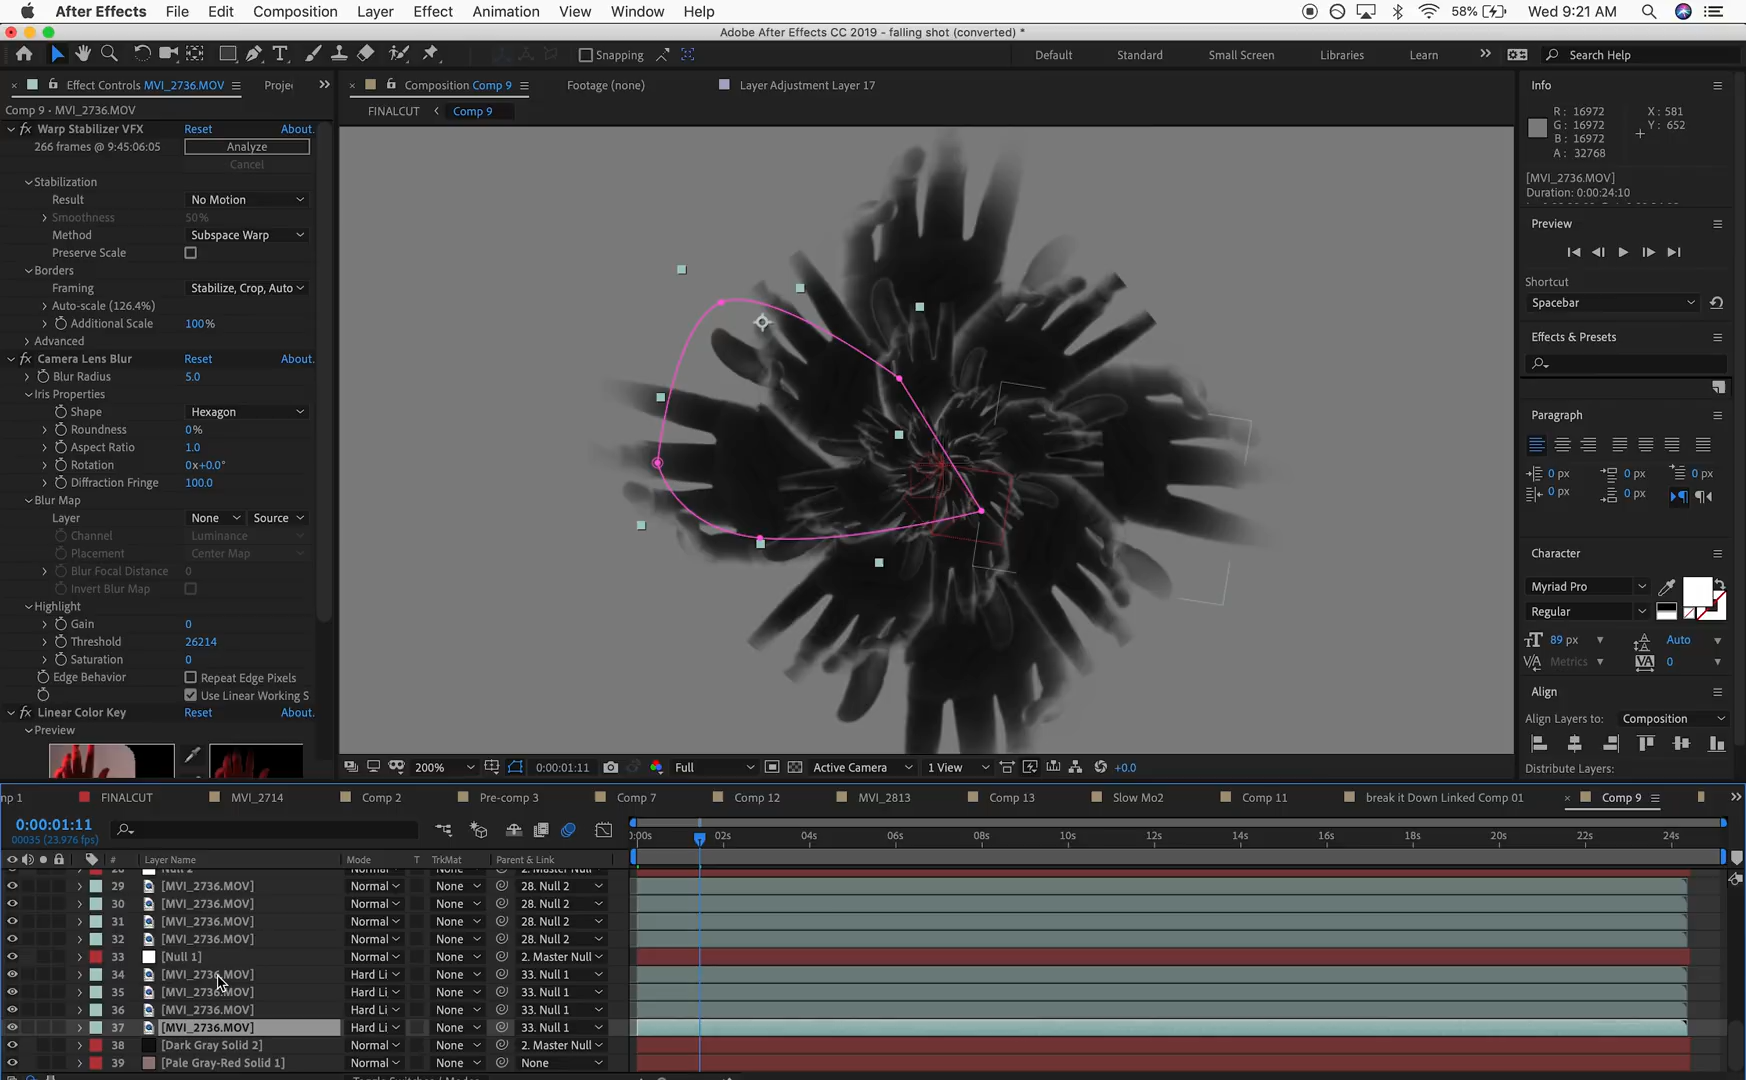 After Effects File Edit Composition Layer Effect Animation View Window Help 58% Wed 9:21 AM
Adobe After Effects CC 2019 - falling shot (converted) *
Snapping Default Standard Small Screen Libraries Learn Search Help
Effect Controls MVI_2736.MOV Composition Comp 9 Footage (none) Layer Adjustment Layer 17 Info
Comp 9 • MVI_2736.MOV FINALCUT Comp 9
R: 16972 X: 581
G: 16972 Y: 652
B: 16972
A: 32768
[MVI_2736.MOV]
Duration: 0:00:24:10
fx Warp Stabilizer VFX Reset About.
266 frames @ 9:45:06:05 Analyze
Cancel
Stabilization
Result No Motion
Smoothness 50%
Method Subspace Warp
Preserve Scale
Borders
Framing Stabilize, Crop, Auto
Auto-scale (126.4%)
Additional Scale 100%
Advanced
fx Camera Lens Blur Reset About.
Blur Radius 5.0
Iris Properties
Shape Hexagon
Roundness 0%
Aspect Ratio 1.0
Rotation 0x+0.0°
Diffraction Fringe 100.0
Blur Map
Layer None Source
Channel Luminance
Placement Center Map
Blur Focal Distance 0
Invert Blur Map
Highlight
Gain 0
Threshold 26214
Saturation 0
Edge Behavior Repeat Edge Pixels
Use Linear Working S
fx Linear Color Key Reset About.
Preview
Preview
Shortcut
Spacebar
Effects & Presets
Paragraph
0 px 0 px 0 px
0 px 0 px
Character
Myriad Pro
Regular
89 px Auto
Metrics 0
Align
Align Layers to: Composition
Distribute Layers:
200% 0:00:01:11 Full Active Camera 1 View +0.0
mp 1 FINALCUT MVI_2714 Comp 2 Pre-comp 3 Comp 7 Comp 12 MVI_2813 Comp 13 Slow Mo2 Comp 11 break it Down Linked Comp 01 Comp 9
0:00:01:11
00035 (23.976 fps)
0:00s 02s 04s 06s 08s 10s 12s 14s 16s 18s 20s 22s 24s
# Layer Name Mode T TrkMat Parent & Link
29 [MVI_2736.MOV] Normal None 28. Null 2
30 [MVI_2736.MOV] Normal None 28. Null 2
31 [MVI_2736.MOV] Normal None 28. Null 2
32 [MVI_2736.MOV] Normal None 28. Null 2
33 [Null 1] Normal None 2. Master Null
34 [MVI_2736.MOV] Hard Li None 33. Null 1
35 [MVI_2736.MOV] Hard Li None 33. Null 1
36 [MVI_2736.MOV] Hard Li None 33. Null 1
37 [MVI_2736.MOV] Hard Li None 33. Null 1
38 [Dark Gray Solid 2] Normal None 2. Master Null
39 [Pale Gray-Red Solid 1] Normal None None